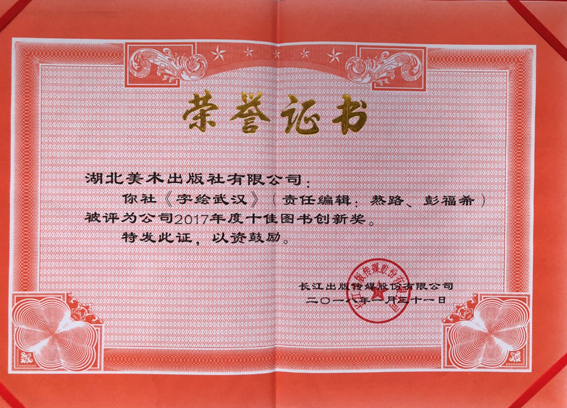 荣誉证书
湖北美术出版社有限公司：
你社《字绘武汉》（责任编辑：熬路、彭福希）
被评为公司2017年度十佳图书创新奖。
特发此证，以资鼓励。
长江出版传媒股份有限公司
二〇一八年一月三十一日